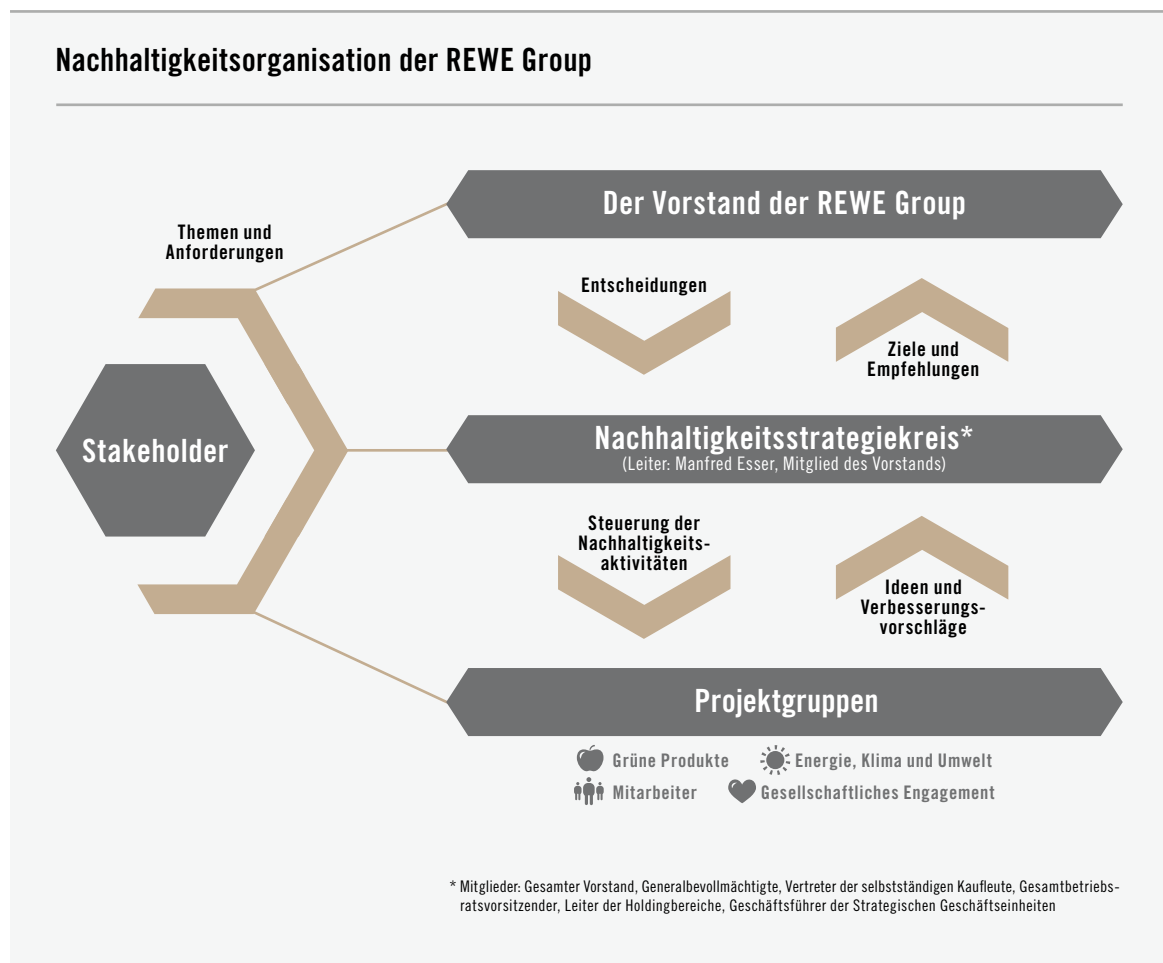 Nachhaltigkeitsorganisation der REWE Group
Der Vorstand der REWE Group
Themen und
Anforderungen
Entscheidungen
Ziele und
Empfehlungen
Stakeholder
Nachhaltigkeitsstrategiekreis*
(Leiter: Manfred Esser, Mitglied des Vorstands)
Steuerung der
Nachhaltigkeits-
aktivitäten
Ideen und
Verbesserungs-
vorschläge
Projektgruppen
Grüne Produkte
Energie, Klima und Umwelt
Mitarbeiter
Gesellschaftliches Engagement
* Mitglieder: Gesamter Vorstand, Generalbevollmächtigte, Vertreter der selbstständigen Kaufleute, Gesamtbetriebs-
ratsvorsitzender, Leiter der Holdingbereiche, Geschäftsführer der Strategischen Geschäftseinheiten